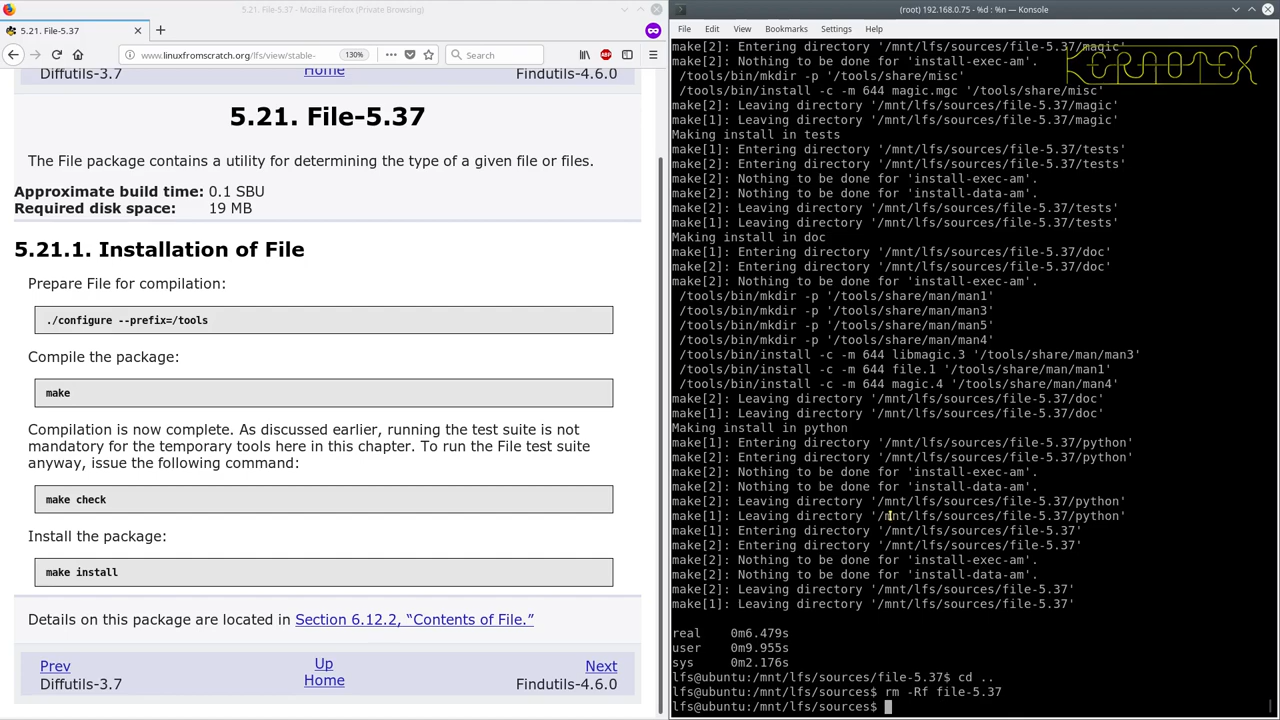 5.21. File-5.37 - Mozilla Firefox (Private Browsing)
5.21. File-5.37
www.linuxfromscratch.org/lfs/view/stable-
130%
Search
Home
Diffutils-3.7
Findutils-4.6.0
5.21. File-5.37
The File package contains a utility for determining the type of a given file or files.
Approximate build time: 0.1 SBU
Required disk space: 19 MB
5.21.1. Installation of File
Prepare File for compilation:
./configure --prefix=/tools
Compile the package:
make
Compilation is now complete. As discussed earlier, running the test suite is not
mandatory for the temporary tools here in this chapter. To run the File test suite
anyway, issue the following command:
make check
Install the package:
make install
Details on this package are located in Section 6.12.2, “Contents of File.”
Prev
Up
Next
Diffutils-3.7
Home
Findutils-4.6.0
(root) 192.168.0.75 - %d : %n — Konsole
File Edit View Bookmarks Settings Help
KERNOTEX
make[2]: Entering directory '/mnt/lfs/sources/file-5.37/magic'
make[2]: Nothing to be done for 'install-exec-am'.
/tools/bin/mkdir -p '/tools/share/misc'
/tools/bin/install -c -m 644 magic.mgc '/tools/share/misc'
make[2]: Leaving directory '/mnt/lfs/sources/file-5.37/magic'
make[1]: Leaving directory '/mnt/lfs/sources/file-5.37/magic'
Making install in tests
make[1]: Entering directory '/mnt/lfs/sources/file-5.37/tests'
make[2]: Entering directory '/mnt/lfs/sources/file-5.37/tests'
make[2]: Nothing to be done for 'install-exec-am'.
make[2]: Nothing to be done for 'install-data-am'.
make[2]: Leaving directory '/mnt/lfs/sources/file-5.37/tests'
make[1]: Leaving directory '/mnt/lfs/sources/file-5.37/tests'
Making install in doc
make[1]: Entering directory '/mnt/lfs/sources/file-5.37/doc'
make[2]: Entering directory '/mnt/lfs/sources/file-5.37/doc'
make[2]: Nothing to be done for 'install-exec-am'.
/tools/bin/mkdir -p '/tools/share/man/man1'
/tools/bin/mkdir -p '/tools/share/man/man3'
/tools/bin/mkdir -p '/tools/share/man/man5'
/tools/bin/mkdir -p '/tools/share/man/man4'
/tools/bin/install -c -m 644 libmagic.3 '/tools/share/man/man3'
/tools/bin/install -c -m 644 file.1 '/tools/share/man/man1'
/tools/bin/install -c -m 644 magic.4 '/tools/share/man/man4'
make[2]: Leaving directory '/mnt/lfs/sources/file-5.37/doc'
make[1]: Leaving directory '/mnt/lfs/sources/file-5.37/doc'
Making install in python
make[1]: Entering directory '/mnt/lfs/sources/file-5.37/python'
make[2]: Entering directory '/mnt/lfs/sources/file-5.37/python'
make[2]: Nothing to be done for 'install-exec-am'.
make[2]: Nothing to be done for 'install-data-am'.
make[2]: Leaving directory '/mnt/lfs/sources/file-5.37/python'
make[1]: Leaving directory '/mnt/lfs/sources/file-5.37/python'
make[1]: Entering directory '/mnt/lfs/sources/file-5.37'
make[2]: Entering directory '/mnt/lfs/sources/file-5.37'
make[2]: Nothing to be done for 'install-exec-am'.
make[2]: Nothing to be done for 'install-data-am'.
make[2]: Leaving directory '/mnt/lfs/sources/file-5.37'
make[1]: Leaving directory '/mnt/lfs/sources/file-5.37'
real 0m6.479s
user 0m9.955s
sys 0m2.176s
lfs@ubuntu:/mnt/lfs/sources/file-5.37$ cd ..
lfs@ubuntu:/mnt/lfs/sources$ rm -Rf file-5.37
lfs@ubuntu:/mnt/lfs/sources$